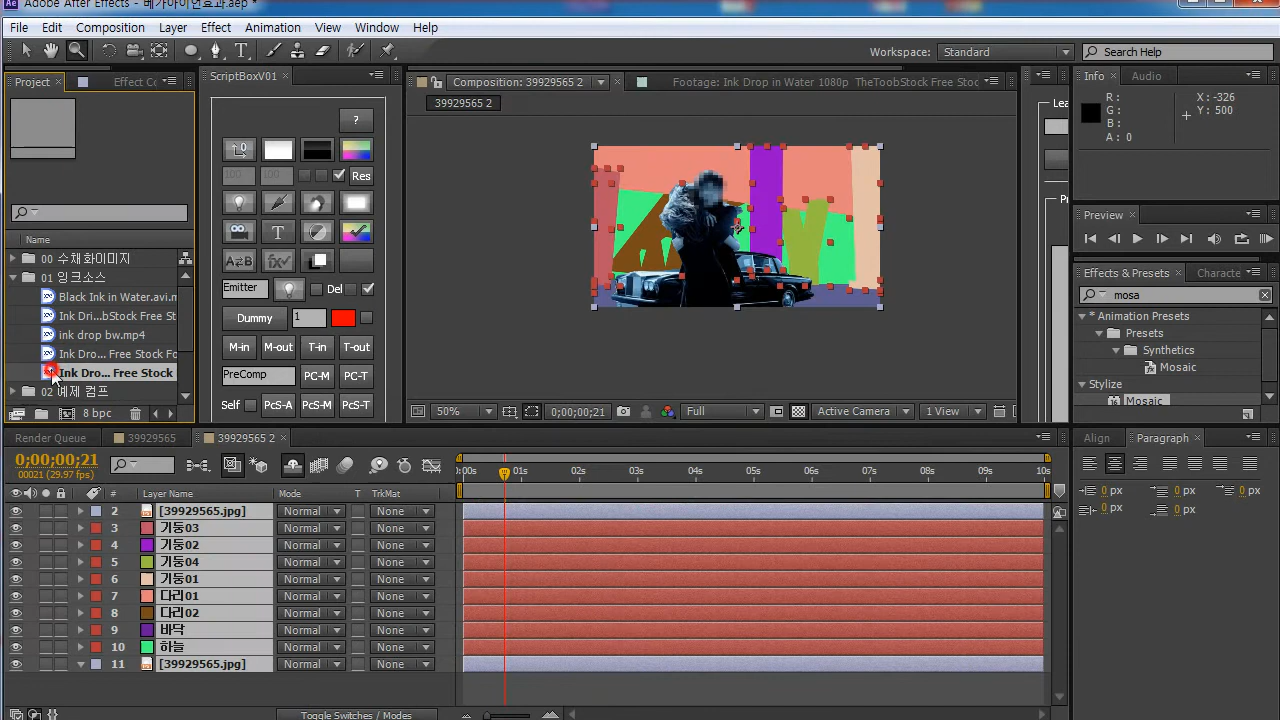 Adobe After Effects - 베가아이언효과.aep *
File Edit Composition Layer Effect Animation View Window Help
Workspace: Standard Search Help
Project Effect Co
ScriptBoxV01
Composition: 39929565 2
Footage: Ink Drop in Water 1080p TheToobStock Free Stoc
Info Audio
39929565 2
R:
G:
B:
A: 0
X: -326
Y: 500
Lea
?
100 100 Res
T
A>>B
Emitter Del
Dummy 1
M-in M-out T-in T-out
PreComp PC-M PC-T
Self PcS-A PcS-M PcS-T
Name
00 수채화이미지
01 잉크소스
Black Ink in Water.avi.m
Ink Dri...bStock Free St
ink drop bw.mp4
Ink Dro... Free Stock Fo
Ink Dro... Free Stock
02 예제 컴프
8 bpc
Pr
Preview
Effects & Presets Characte
mosa
* Animation Presets
Presets
Synthetics
Mosaic
Stylize
Mosaic
50% 0;00;00;21 Full Active Camera 1 View
Render Queue 39929565 39929565 2
Align Paragraph
0;00;00;21
00021 (29.97 fps)
0:00s 01s 02s 03s 04s 05s 06s 07s 08s 09s 10s
# Layer Name Mode T TrkMat
2 [39929565.jpg] Normal None
3 기둥03 Normal None
4 기둥02 Normal None
5 기둥04 Normal None
6 기둥01 Normal None
7 다리01 Normal None
8 다리02 Normal None
9 바닥 Normal None
10 하늘 Normal None
11 [39929565.jpg] Normal None
0 px 0 px 0 px
0 px 0 px
Toggle Switches / Modes